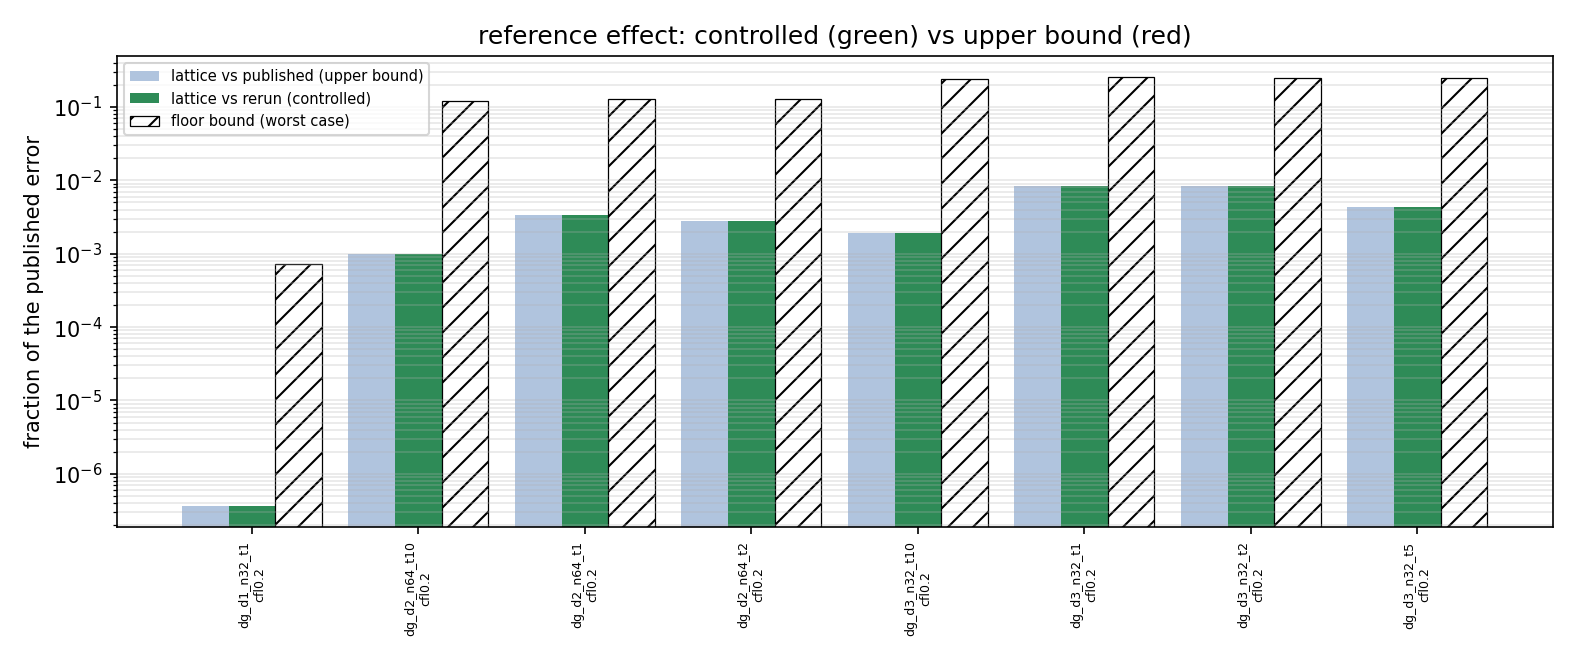 reference effect: controlled (green) vs upper bound (red)
lattice vs published (upper bound)
lattice vs rerun (controlled)
floor bound (worst case)
fraction of the published error
10⁻¹
10⁻²
10⁻³
10⁻⁴
10⁻⁵
10⁻⁶
dg_d1_n32_t1
cfl0.2
dg_d2_n64_t10
cfl0.2
dg_d2_n64_t1
cfl0.2
dg_d2_n64_t2
cfl0.2
dg_d3_n32_t10
cfl0.2
dg_d3_n32_t1
cfl0.2
dg_d3_n32_t2
cfl0.2
dg_d3_n32_t5
cfl0.2